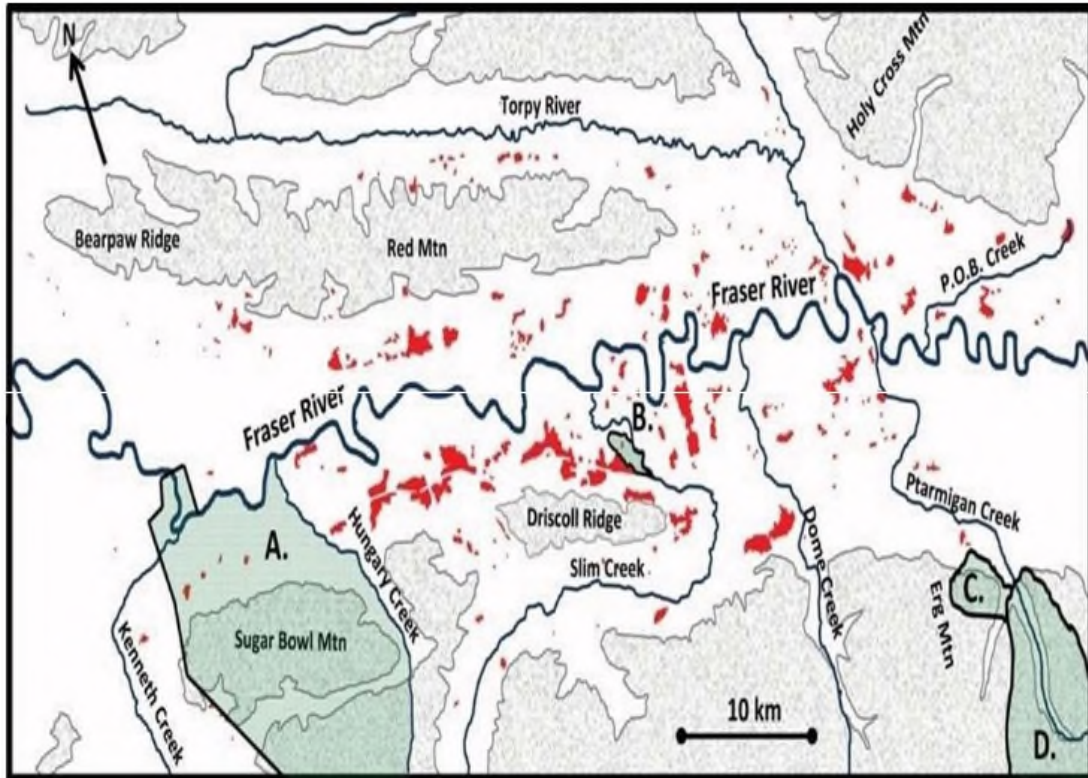 N
Holy Cross Mtn
Torpy River
Bearpaw Ridge
Red Mtn
P.O.B. Creek
Fraser River
Fraser River
B.
A.
Hungary Creek
Driscoll Ridge
Slim Creek
Dome Creek
Ptarmigan Creek
C.
Erg Mtn
Kenneth Creek
Sugar Bowl Mtn
10 km
D.